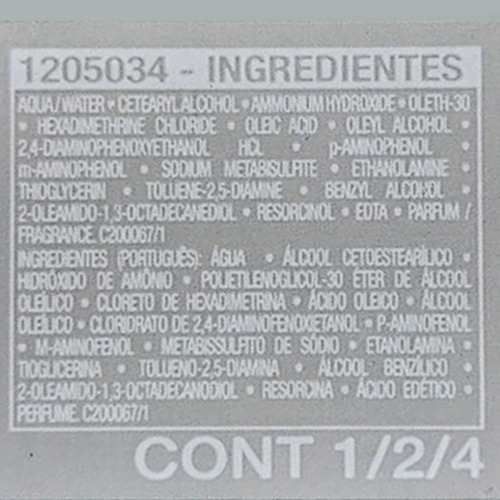 1205034 - INGREDIENTES
AQUA/WATER • CETEARYL ALCOHOL • AMMONIUM HYDROXIDE • OLETH-30
• HEXADIMETHRINE CHLORIDE • OLEIC ACID • OLEYL ALCOHOL •
2,4-DIAMINOPHENOXYETHANOL HCL • p-AMINOPHENOL •
m-AMINOPHENOL • SODIUM METABISULFITE • ETHANOLAMINE •
THIOGLYCERIN • TOLUENE-2,5-DIAMINE • BENZYL ALCOHOL •
2-OLEAMIDO-1,3-OCTADECANEDIOL • RESORCINOL • EDTA • PARFUM /
FRAGRANCE. C200067/1
INGREDIENTES (PORTUGUÊS): ÁGUA • ÁLCOOL CETOESTEARÍLICO •
HIDRÓXIDO DE AMÔNIO • POLIETILENOGLICOL-30 ÉTER DE ÁLCOOL
OLEÍLICO • CLORETO DE HEXADIMETRINA • ÁCIDO OLEICO • ÁLCOOL
OLEÍLICO • CLORIDRATO DE 2,4-DIAMINOFENOXIETANOL • P-AMINOFENOL
• M-AMINOFENOL • METABISSULFITO DE SÓDIO • ETANOLAMINA •
TIOGLICERINA • TOLUENO-2,5-DIAMINA • ÁLCOOL BENZÍLICO •
2-OLEAMIDO-1,3-OCTADECANODIOL • RESORCINA • ÁCIDO EDÉTICO •
PERFUME. C200067/1
CONT 1/2/4